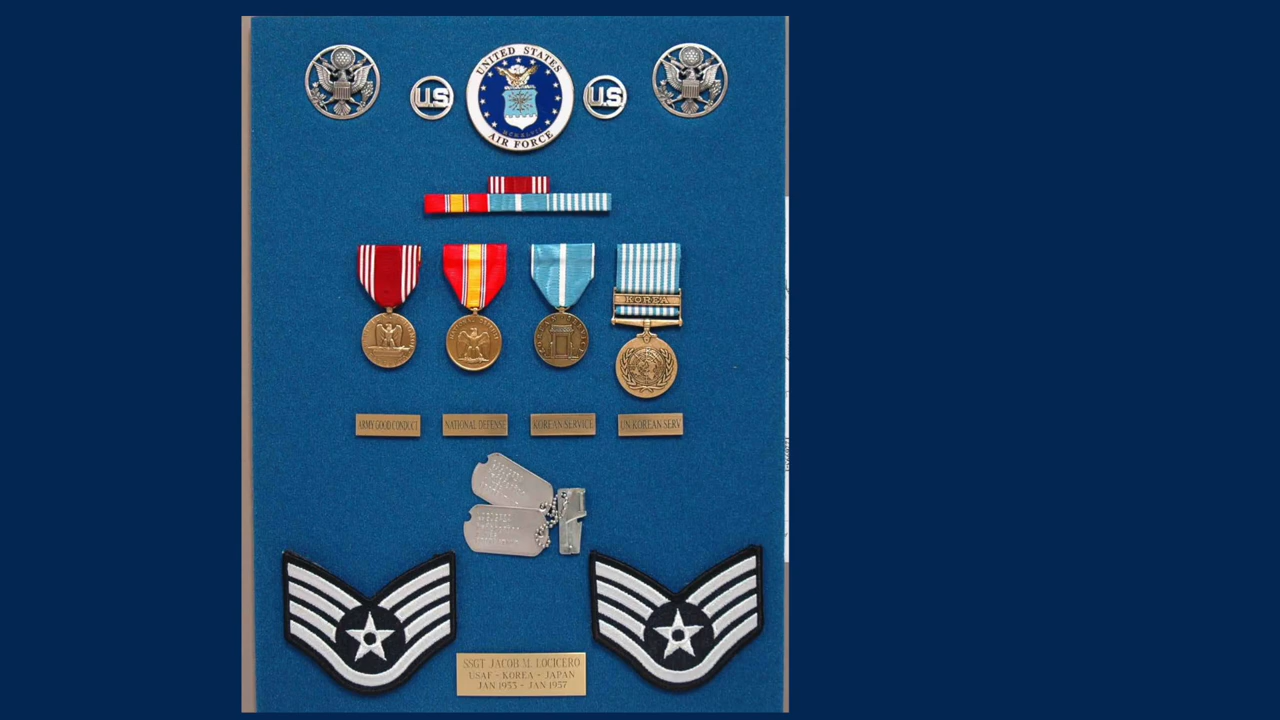 UNITED STATES
U.S.
U.S.
MCMXLVII
AIR FORCE
KOREA
ARMY GOOD CONDUCT
NATIONAL DEFENSE
KOREAN SERVICE
UN KOREAN SERV
SSGT JACOB M. LOCICERO
USAF - KOREA - JAPAN
JAN 1953 - JAN 1957